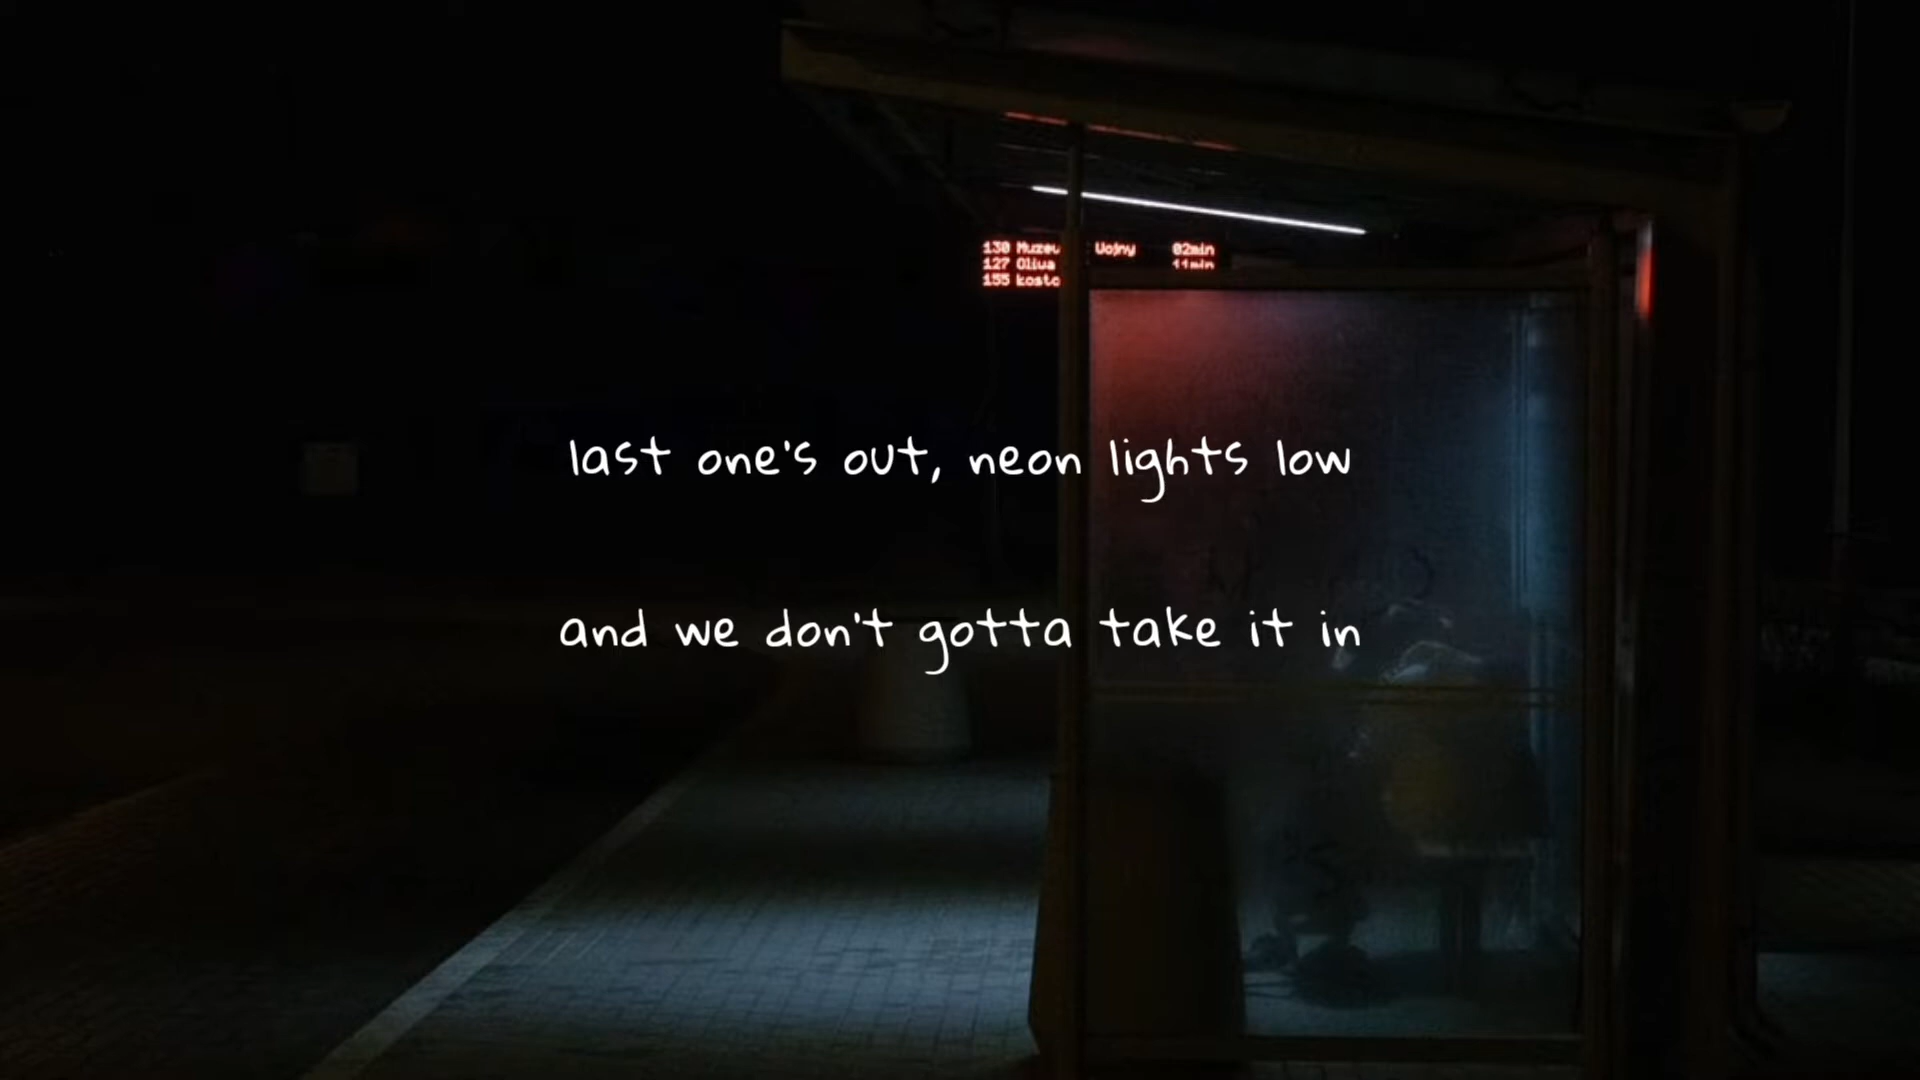 130 Muzeu Wojny 02min
127 Oliwa 11min
155 kosto
last one's out, neon lights low
and we don't gotta take it in